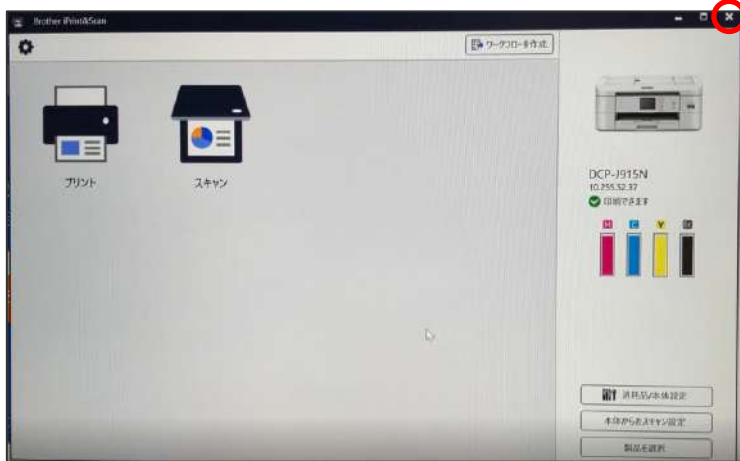 Brother iPrint&Scan
ワークフローを作成
プリント
スキャン
DCP-J915N
10.255.52.37
印刷できます
M C Y BK
消耗品/本体設定
本体からのスキャン設定
製品を選択